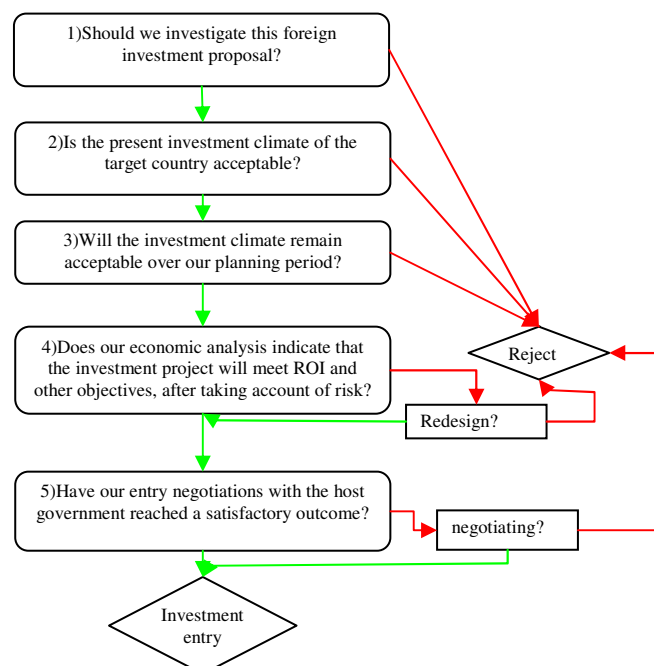 1)Should we investigate this foreign
investment proposal?
2)Is the present investment climate of the
target country acceptable?
3)Will the investment climate remain
acceptable over our planning period?
4)Does our economic analysis indicate that
the investment project will meet ROI and
other objectives, after taking account of risk?
Reject
Redesign?
5)Have our entry negotiations with the host
government reached a satisfactory outcome?
negotiating?
Investment
entry